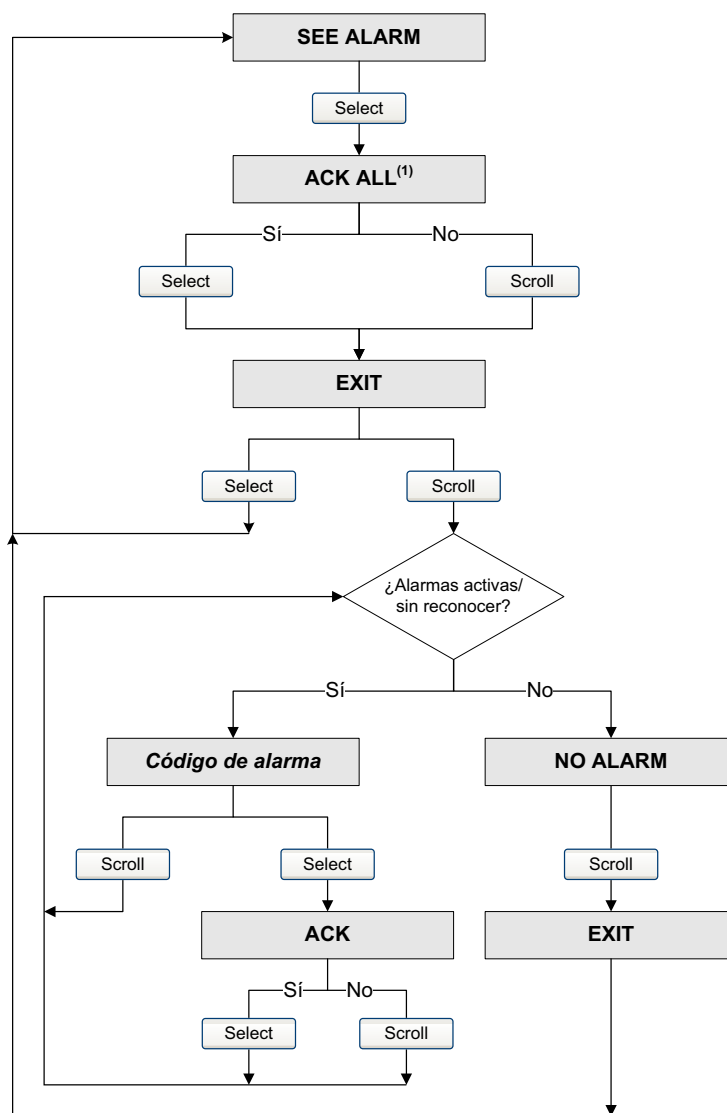 SEE ALARM
Select
ACK ALL(1)
Sí
No
Select
Scroll
EXIT
Select
Scroll
¿Alarmas activas/
sin reconocer?
Sí
No
Código de alarma
NO ALARM
Scroll
Select
Scroll
ACK
EXIT
Sí
No
Select
Scroll